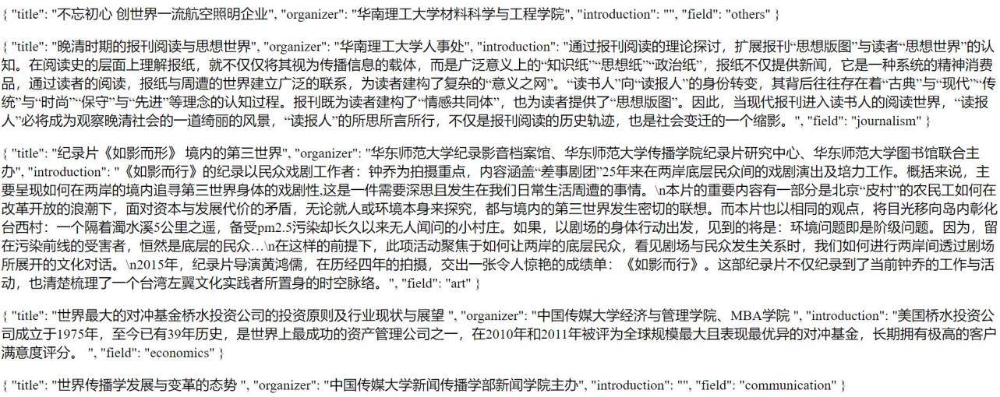 { "title": "不忘初心 创世界一流航空照明企业", "organizer": "华南理工大学材料科学与工程学院", "introduction": "", "field": "others" }
{ "title": "晚清时期的报刊阅读与思想世界", "organizer": "华南理工大学人事处", "introduction": "通过报刊阅读的理论探讨，扩展报刊“思想版图”与读者“思想世界”的认
知。在阅读史的层面上理解报纸，就不仅仅将其视为传播信息的载体，而是广泛意义上的“知识纸”“思想纸”“政治纸”，报纸不仅提供新闻，它是一种系统的精神消费
品，通过读者的阅读，报纸与周遭的世界建立广泛的联系，为读者建构了复杂的“意义之网”。“读书人”向“读报人”的身份转变，其背后往往存在着“古典”与“现代”“传
统”与“时尚”“保守”与“先进”等理念的认知过程。报刊既为读者建构了“情感共同体”，也为读者提供了“思想版图”。因此，当现代报刊进入读书人的阅读世界，“读报
人”必将成为观察晚清社会的一道绮丽的风景，“读报人”的所思所言所行，不仅是报刊阅读的历史轨迹，也是社会变迁的一个缩影。", "field": "journalism" }
{ "title": "纪录片《如影而形》 境内的第三世界", "organizer": "华东师范大学纪录影音档案馆、华东师范大学传播学院纪录片研究中心、华东师范大学图书馆联合主
办", "introduction": "《如影而行》的纪录以民众戏剧工作者：钟乔为拍摄重点，内容涵盖“差事剧团”25年来在两岸底层民众间的戏剧演出及培力工作。概括来说，主
要呈现如何在两岸的境内追寻第三世界身体的戏剧性,这是一件需要深思且发生在我们日常生活周遭的事情。\n本片的重要内容有一部分是北京“皮村”的农民工如何在
改革开放的浪潮下，面对资本与发展代价的矛盾，无论就人或环境本身来探究，都与境内的第三世界发生密切的联想。而本片也以相同的观点，将目光移向岛内彰化
台西村：一个隔着濁水溪5公里之遥，备受pm2.5污染却长久以来无人闻问的小村庄。如果，以剧场的身体行动出发，见到的将是：环境问题即是阶级问题。因为，留
在污染前线的受害者，恒然是底层的民众…\n在这样的前提下，此项活动聚焦于如何让两岸的底层民众，看见剧场与民众发生关系时，我们如何进行两岸间透过剧场
所展开的文化对话。\n2015年，纪录片导演黄鸿儒，在历经四年的拍摄，交出一张令人惊艳的成绩单：《如影而行》。这部纪录片不仅纪录到了当前钟乔的工作与活
动，也清楚梳理了一个台湾左翼文化实践者所置身的时空脉络。", "field": "art" }
{ "title": "世界最大的对冲基金桥水投资公司的投资原则及行业现状与展望 ", "organizer": "中国传媒大学经济与管理学院、MBA学院 ", "introduction": "美国桥水投资公
司成立于1975年，至今已有39年历史，是世界上最成功的资产管理公司之一，在2010年和2011年被评为全球规模最大且表现最优异的对冲基金，长期拥有极高的客户
满意度评分。 ", "field": "economics" }
{ "title": "世界传播学发展与变革的态势 ", "organizer": "中国传媒大学新闻传播学部新闻学院主办", "introduction": "", "field": "communication" }